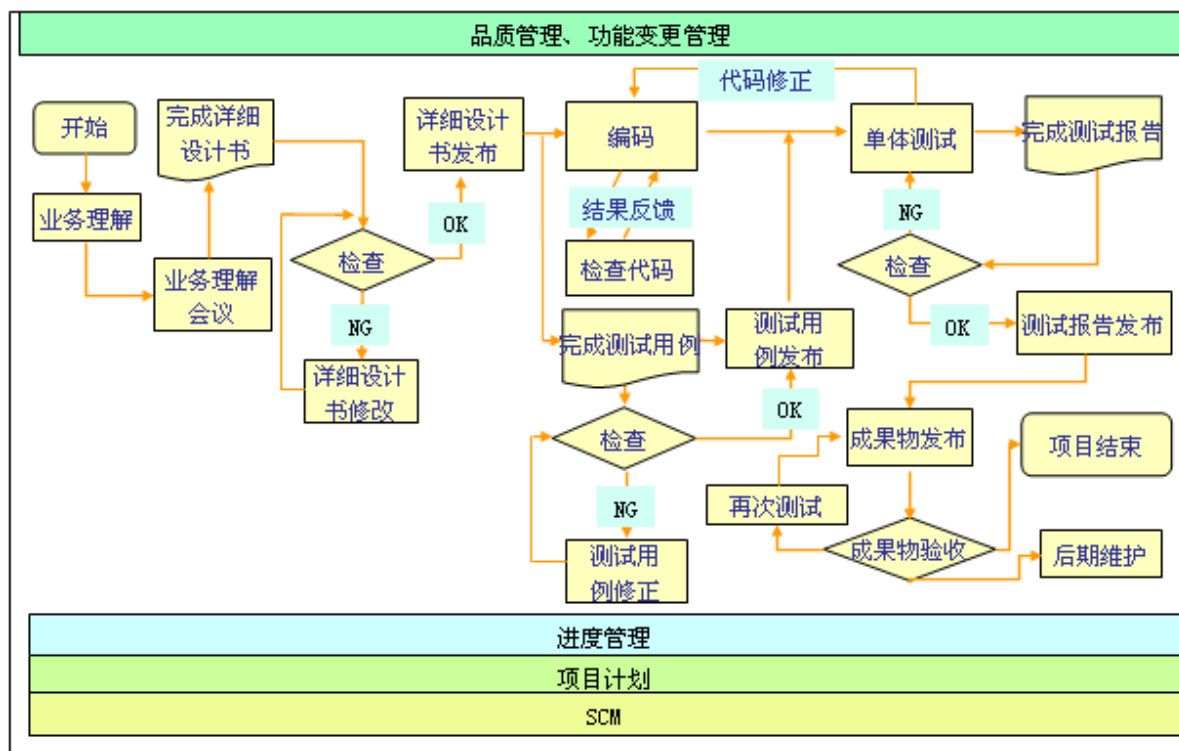 品质管理、功能变更管理
开始
业务理解
业务理解
会议
完成详细
设计书
检查
OK
NG
详细设计
书修改
详细设计
书发布
编码
代码修正
结果反馈
检查代码
完成测试用例
检查
NG
测试用
例修正
OK
测试用
例发布
单体测试
完成测试报告
NG
检查
OK
测试报告发布
成果物发布
成果物验收
再次测试
项目结束
后期维护
进度管理
项目计划
SCM